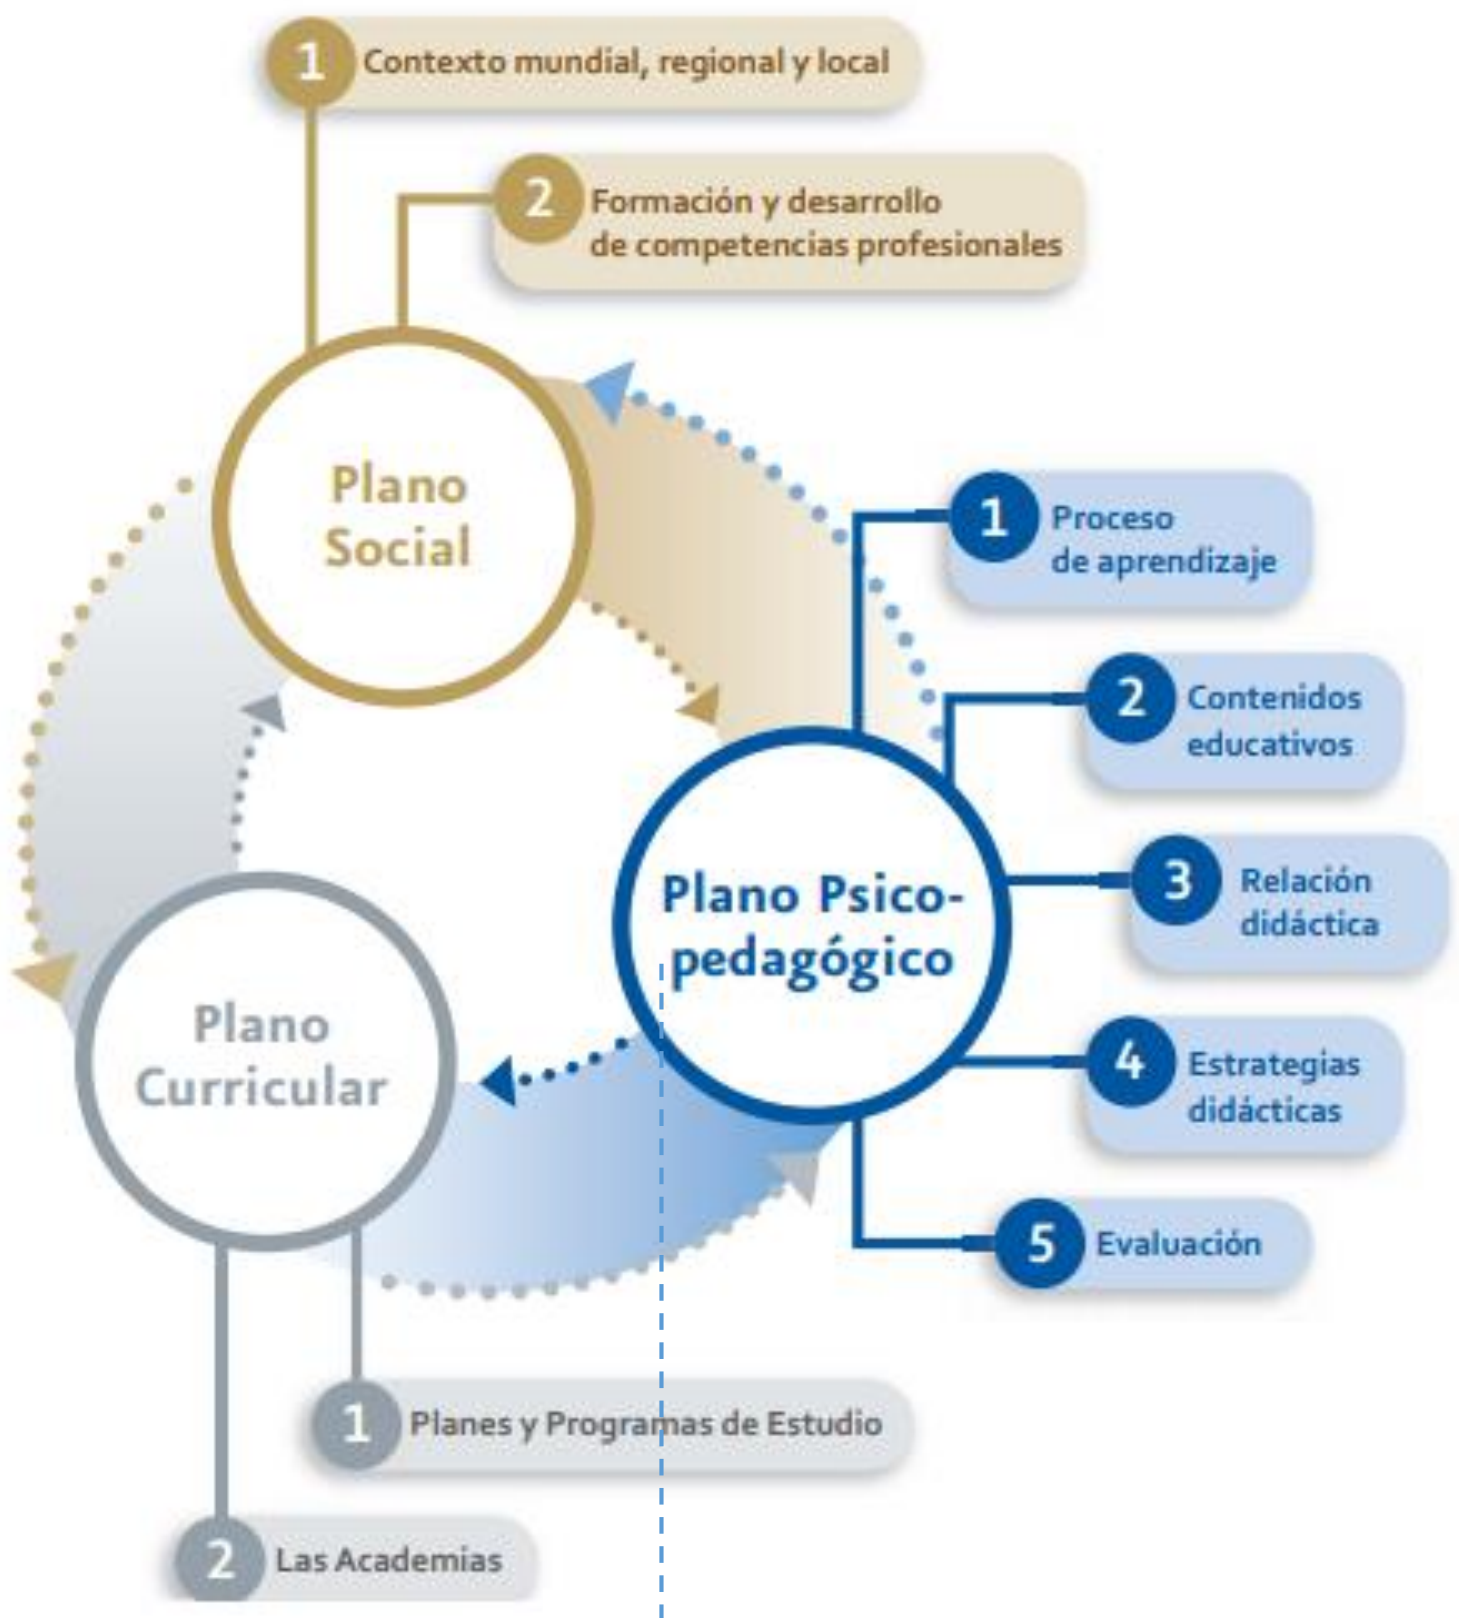 1 Contexto mundial, regional y local
2 Formación y desarrollo
de competencias profesionales
Plano
Social
1 Proceso
de aprendizaje
2 Contenidos
educativos
3 Relación
didáctica
4 Estrategias
didácticas
5 Evaluación
Plano Psico-
pedagógico
Plano
Curricular
1 Planes y Programas de Estudio
2 Las Academias